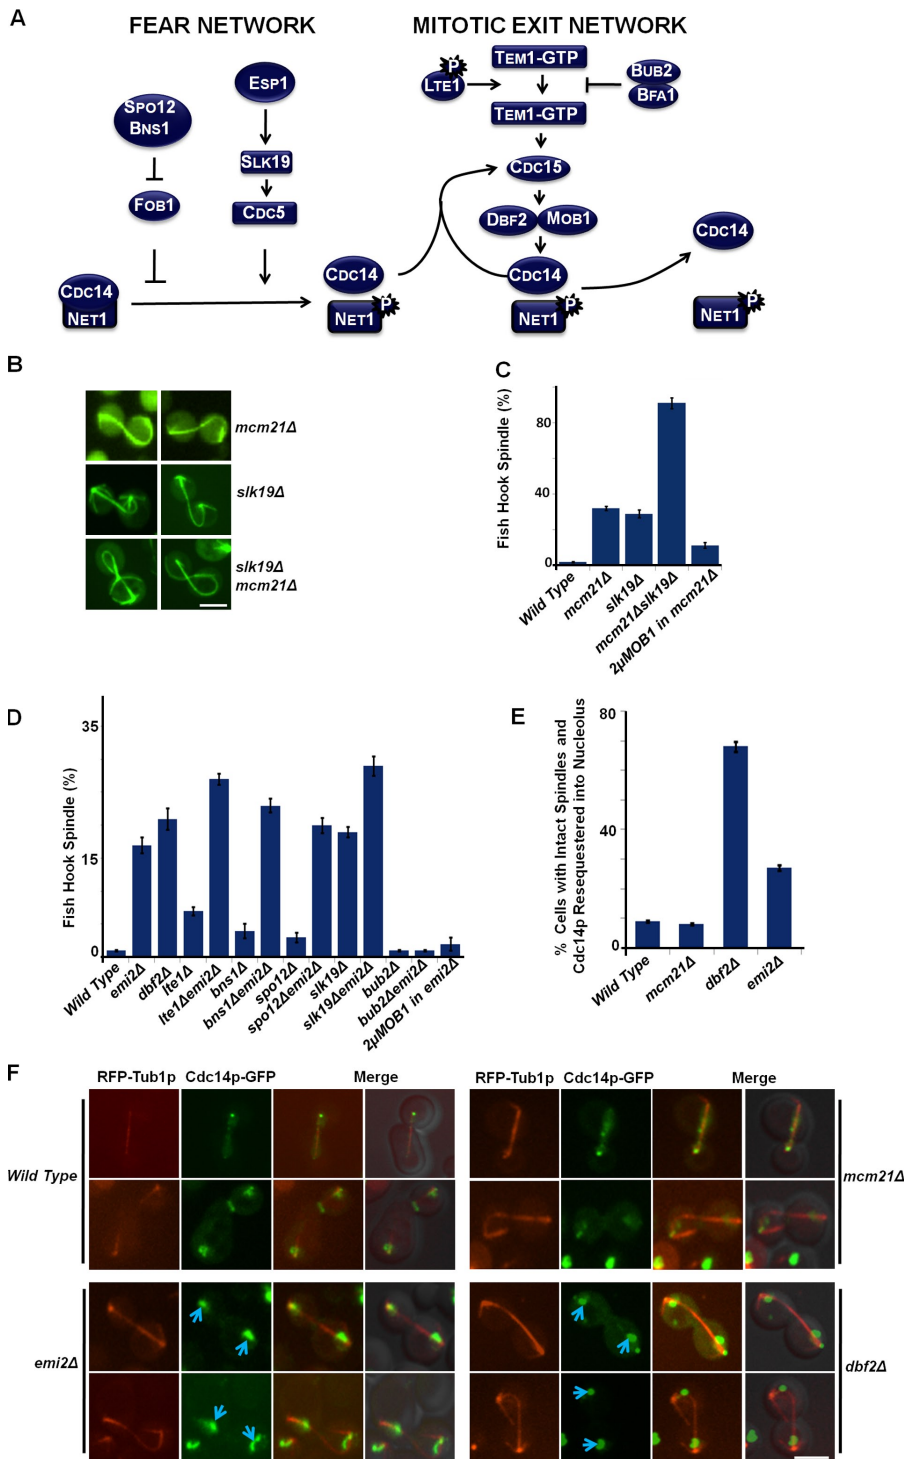 A
FEAR NETWORK
MITOTIC EXIT NETWORK
ESP1
SPO12
BNS1
SLK19
FOB1
CDC5
CDC14
NET1
CDC14
NET1
P
P
LTE1
TEM1-GTP
BUB2
BFA1
TEM1-GTP
CDC15
DBF2
MOB1
CDC14
NET1
P
CDC14
NET1
P
B
mcm21Δ
slk19Δ
slk19Δ
mcm21Δ
C
Fish Hook Spindle (%)
80
40
0
Wild Type
mcm21Δ
slk19Δ
mcm21Δslk19Δ
2μMOB1 in mcm21Δ
D
Fish Hook Spindle (%)
35
15
0
Wild Type
emi2Δ
dbf2Δ
lte1Δ
lte1Δemi2Δ
bns1Δ
bns1Δemi2Δ
spo12Δ
spo12Δemi2Δ
slk19Δ
slk19Δemi2Δ
bub2Δ
bub2Δemi2Δ
2μMOB1 in emi2Δ
E
% Cells with Intact Spindles and
Cdc14p Resequestered into Nucleolus
80
40
0
Wild Type
mcm21Δ
dbf2Δ
emi2Δ
F
RFP-Tub1p Cdc14p-GFP Merge
RFP-Tub1p Cdc14p-GFP Merge
Wild Type
mcm21Δ
emi2Δ
dbf2Δ